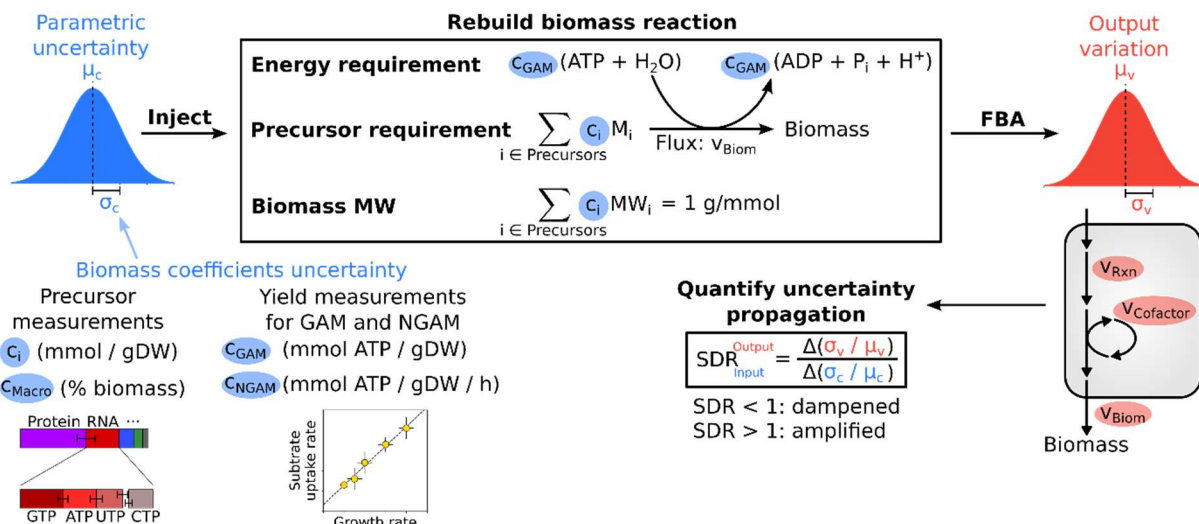 Parametric
uncertainty
μc
σc
Inject
Rebuild biomass reaction
Energy requirement
cGAM(ATP + H2O)
cGAM(ADP + Pi + H+)
Precursor requirement
∑ ci Mi
i ∈ Precursors
Flux: vBiom
Biomass
Biomass MW
∑ ci MWi = 1 g/mmol
i ∈ Precursors
FBA
Output
variation
μv
σv
Biomass coefficients uncertainty
Precursor
measurements
ci (mmol / gDW)
cMacro (% biomass)
Protein RNA ...
GTP ATP UTP CTP
Yield measurements
for GAM and NGAM
cGAM (mmol ATP / gDW)
cNGAM (mmol ATP / gDW / h)
Subtrate
uptake rate
Growth rate
Quantify uncertainty
propagation
SDR Output Input = Δ(σv / μv) / Δ(σc / μc)
SDR < 1: dampened
SDR > 1: amplified
vRxn
vCofactor
vBiom
Biomass